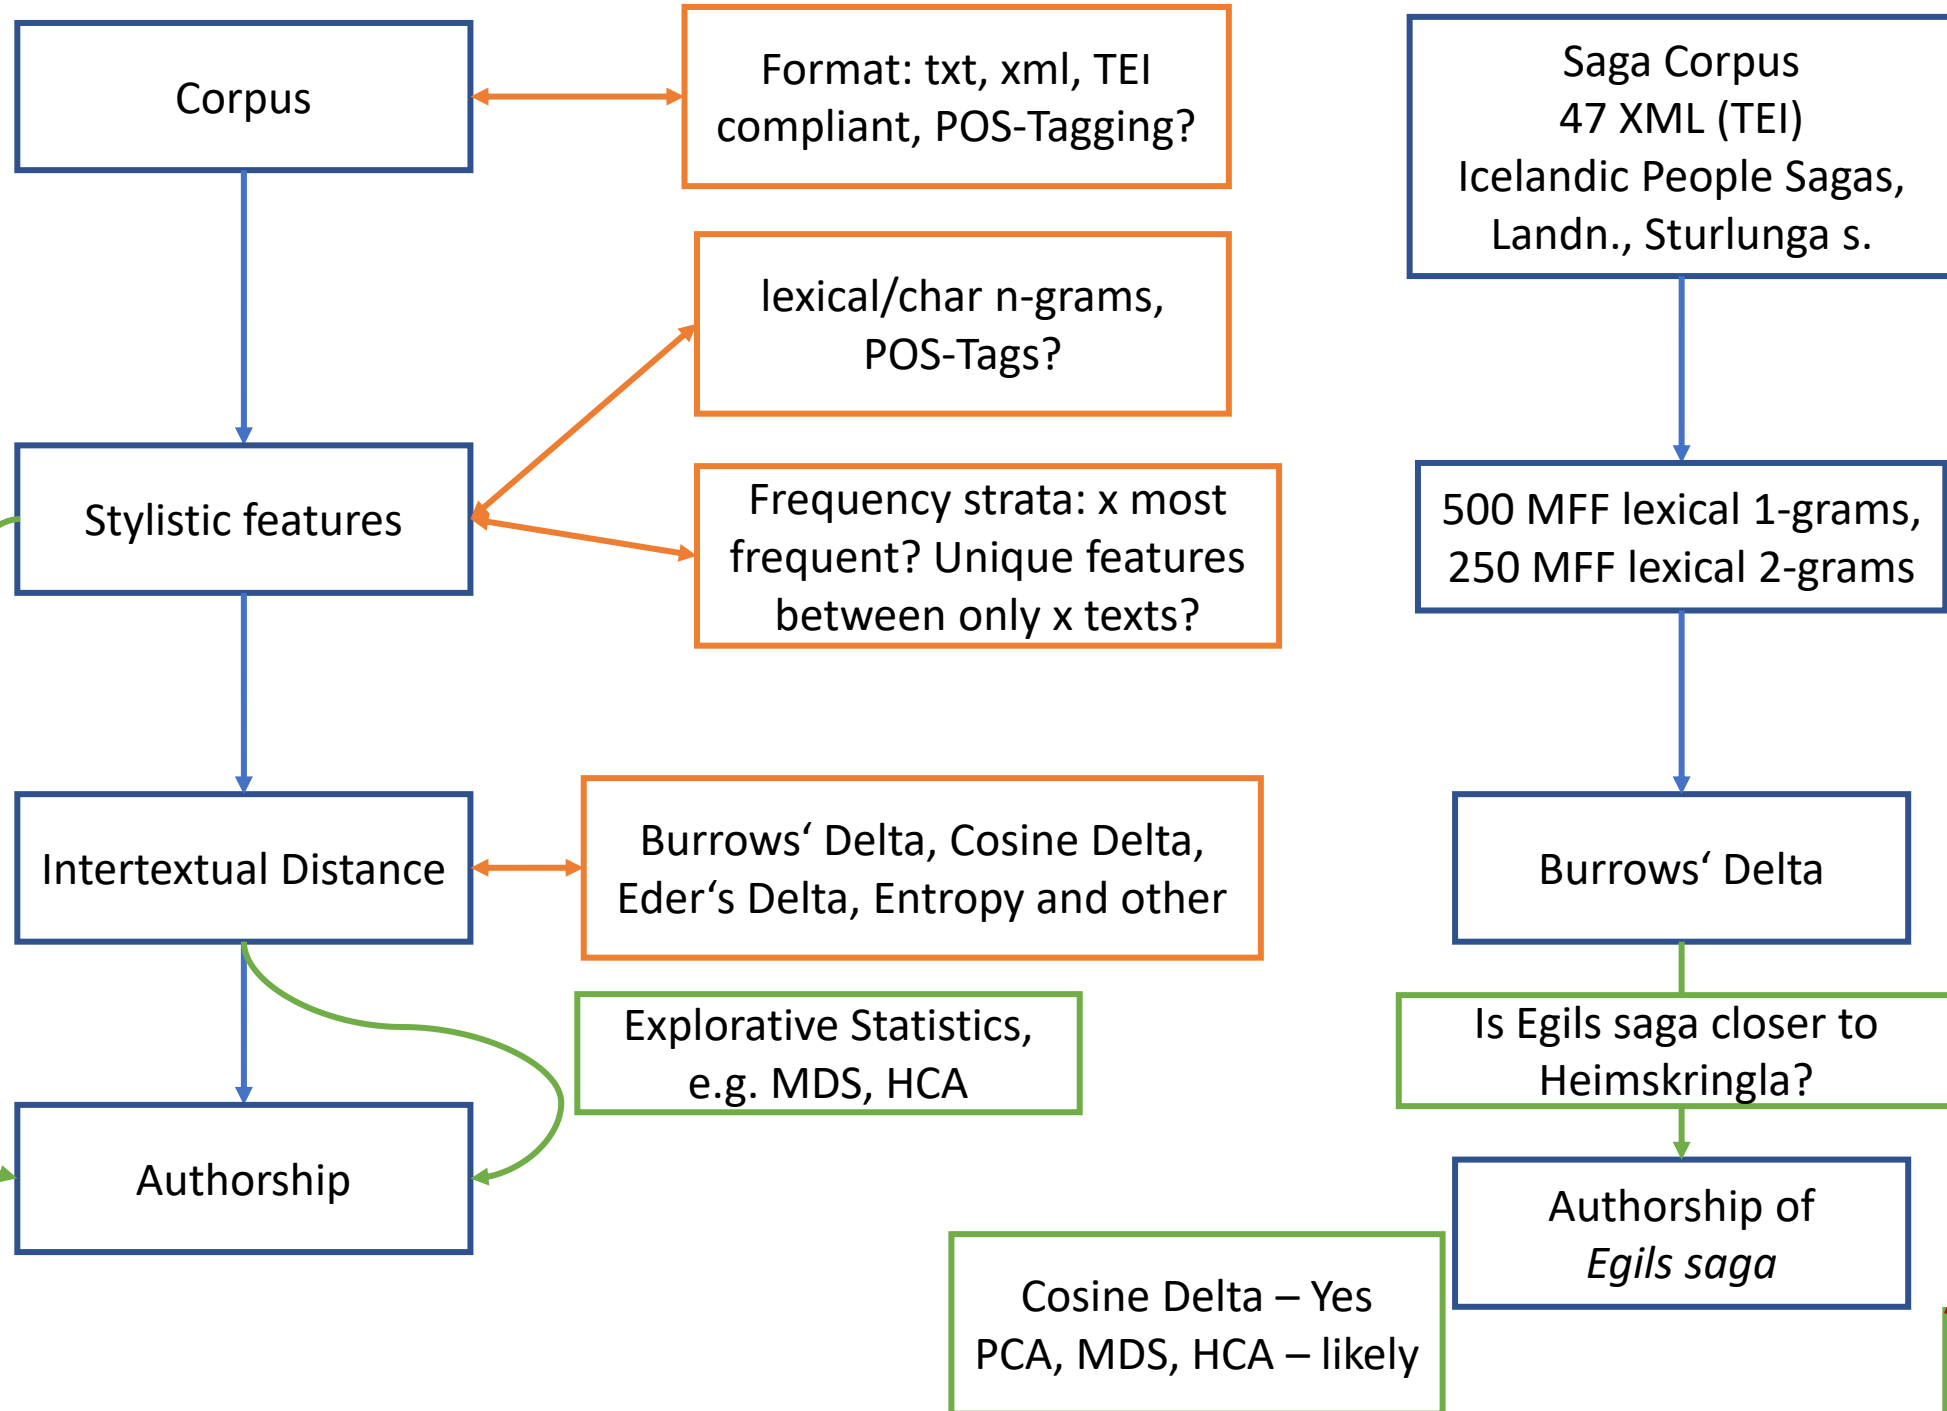 Corpus
Format: txt, xml, TEI
compliant, POS-Tagging?
lexical/char n-grams,
POS-Tags?
Stylistic features
Frequency strata: x most
frequent? Unique features
between only x texts?
Intertextual Distance
Burrows‘ Delta, Cosine Delta,
Eder‘s Delta, Entropy and other
Explorative Statistics,
e.g. MDS, HCA
Authorship
Saga Corpus
47 XML (TEI)
Icelandic People Sagas,
Landn., Sturlunga s.
500 MFF lexical 1-grams,
250 MFF lexical 2-grams
Burrows‘ Delta
Is Egils saga closer to
Heimskringla?
Authorship of
Egils saga
Cosine Delta – Yes
PCA, MDS, HCA – likely